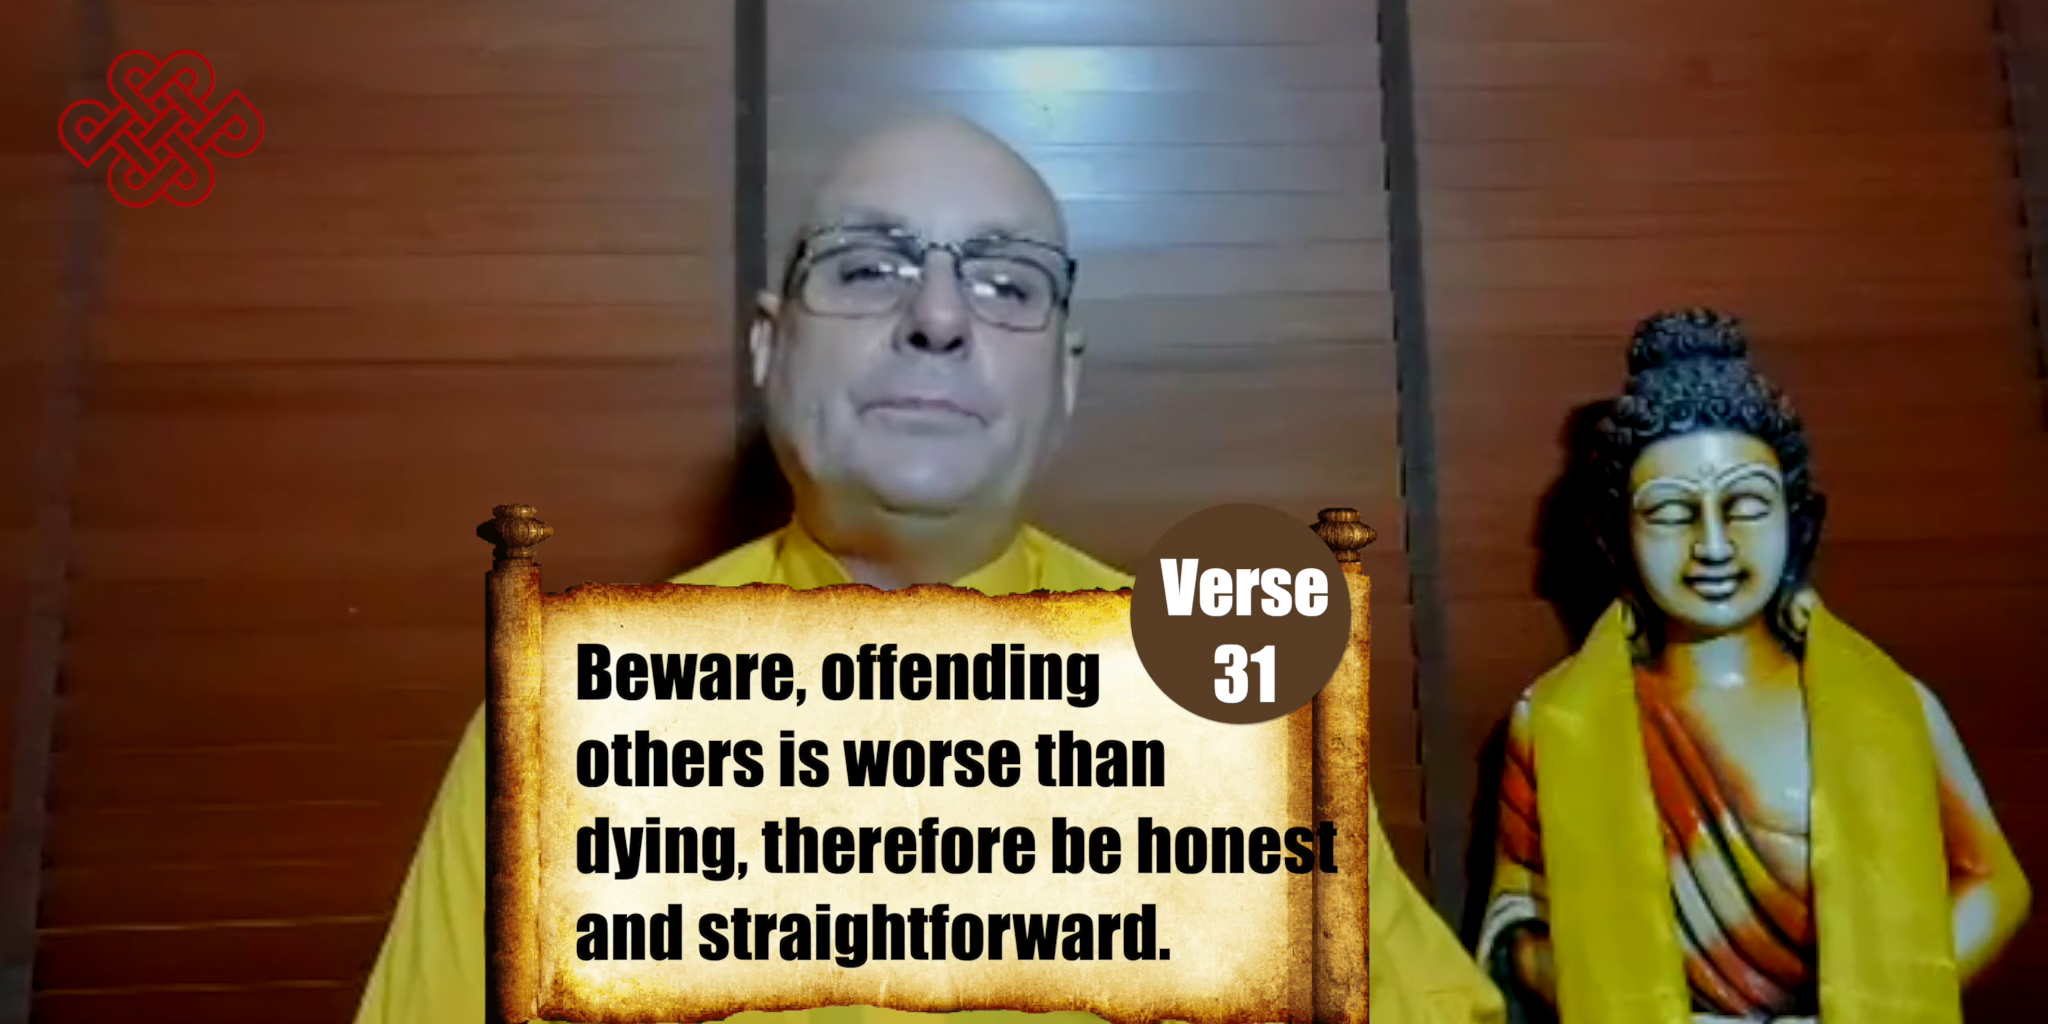 Verse
31
Beware, offending
others is worse than
dying, therefore be honest
and straightforward.